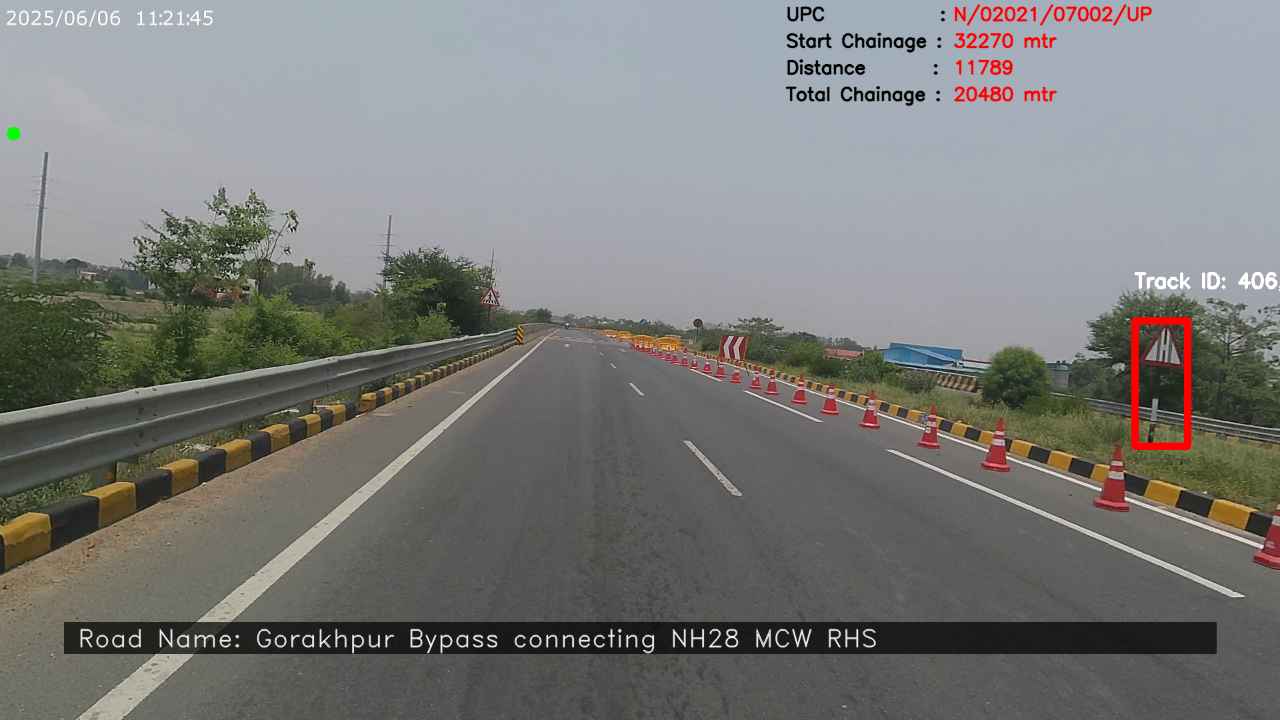 2025/06/06 11:21:45
UPC : N/02021/07002/UP
Start Chainage : 32270 mtr
Distance : 11789
Total Chainage : 20480 mtr
Track ID: 406,
Road Name: Gorakhpur Bypass connecting NH28 MCW RHS